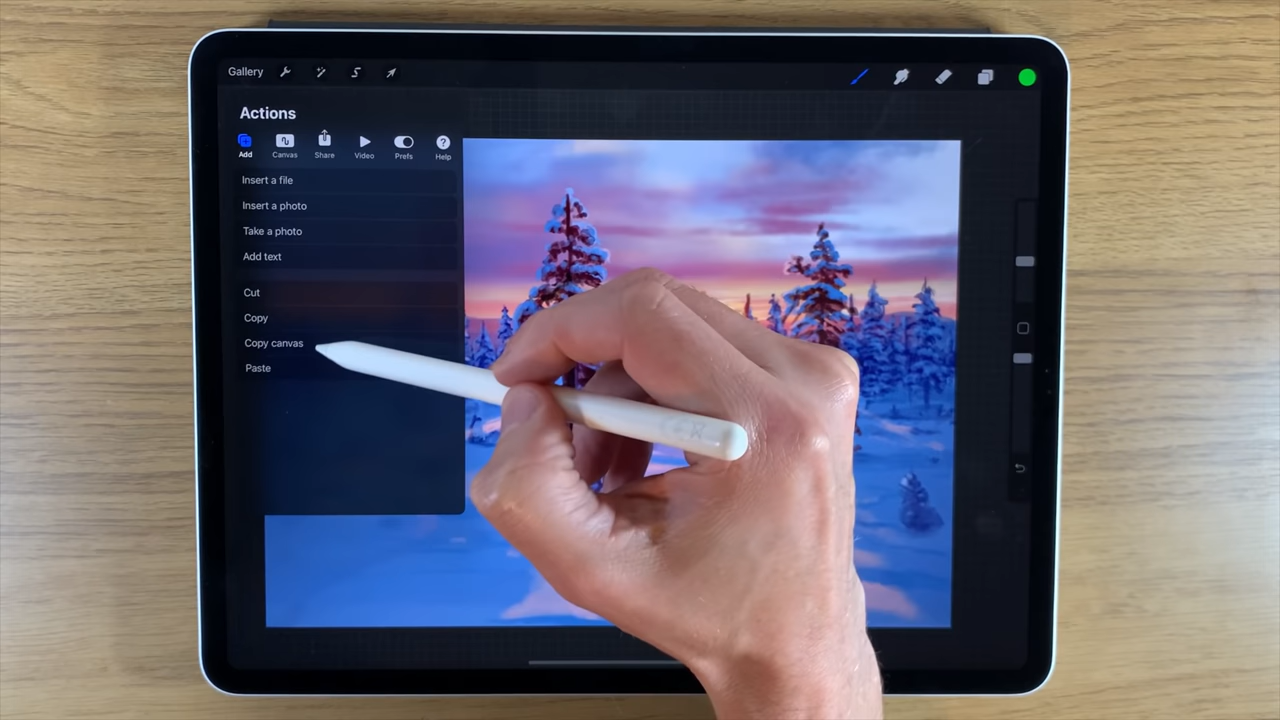 Gallery
Actions
Add Canvas Share Video Prefs Help
Insert a file
Insert a photo
Take a photo
Add text
Cut
Copy
Copy canvas
Paste